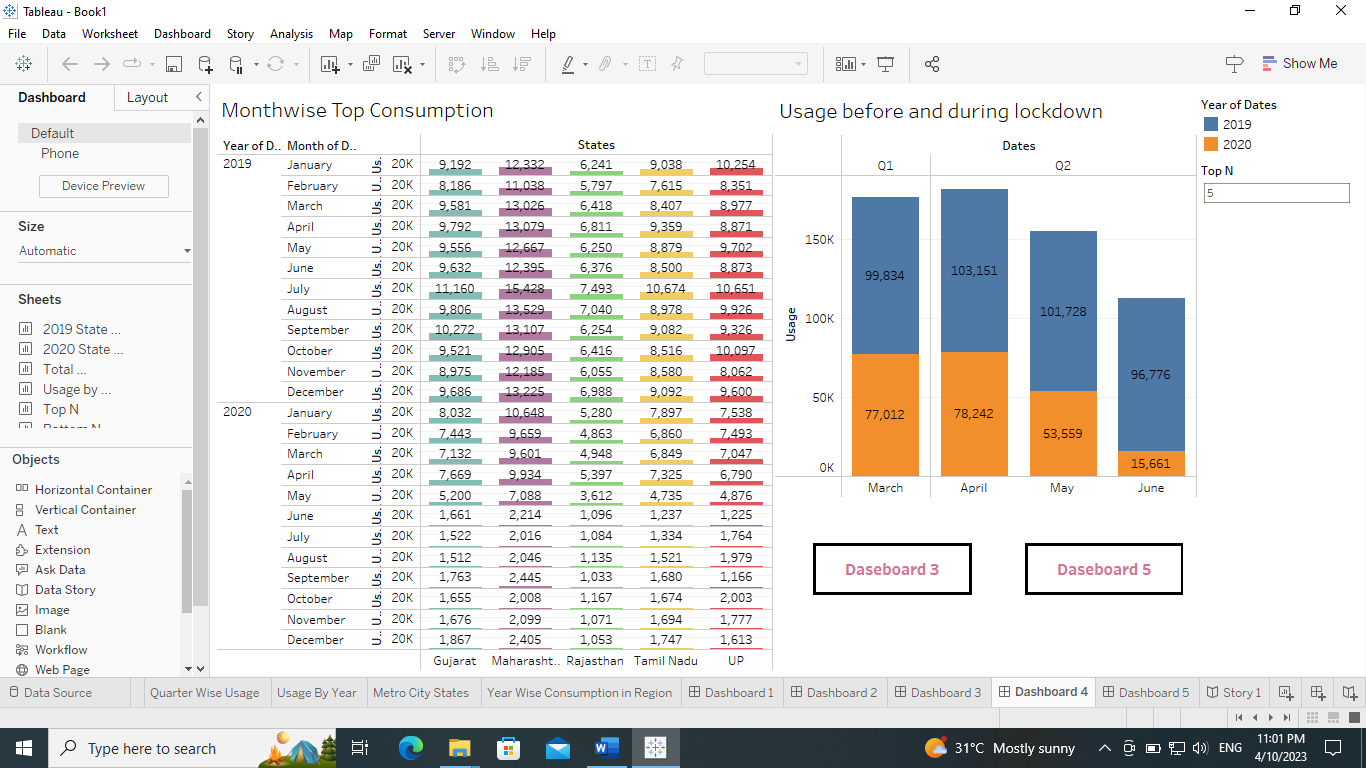 Tableau - Book1
File Data Worksheet Dashboard Story Analysis Map Format Server Window Help
Show Me
Dashboard Layout
Default
Phone
Device Preview
Size
Automatic
Sheets
2019 State ...
2020 State ...
Total ...
Usage by ...
Top N
Bottom N
Objects
Horizontal Container
Vertical Container
Text
Extension
Ask Data
Data Story
Image
Blank
Workflow
Web Page
Monthwise Top Consumption
Year of D.. Month of D.. States
2019 January Us. 20K 9,192 12,332 6,241 9,038 10,254
February U.. 20K 8,186 11,038 5,797 7,615 8,351
March Us. 20K 9,581 13,026 6,418 8,407 8,977
April U.. 20K 9,792 13,079 6,811 9,359 8,871
May U.. 20K 9,556 12,667 6,250 8,879 9,702
June Us. 20K 9,632 12,395 6,376 8,500 8,873
July Us. 20K 11,160 15,428 7,493 10,674 10,651
August U.. 20K 9,806 13,529 7,040 8,978 9,926
September Us. 20K 10,272 13,107 6,254 9,082 9,326
October Us. 20K 9,521 12,905 6,416 8,516 10,097
November U.. 20K 8,975 12,185 6,055 8,580 8,062
December Us. 20K 9,686 13,225 6,988 9,092 9,600
2020 January U.. 20K 8,032 10,648 5,280 7,897 7,538
February U.. 20K 7,443 9,659 4,863 6,860 7,493
March Us. 20K 7,132 9,601 4,948 6,849 7,047
April U.. 20K 7,669 9,934 5,397 7,325 6,790
May U.. 20K 5,200 7,088 3,612 4,735 4,876
June Us. 20K 1,661 2,214 1,096 1,237 1,225
July Us. 20K 1,522 2,016 1,084 1,334 1,764
August U.. 20K 1,512 2,046 1,135 1,521 1,979
September Us. 20K 1,763 2,445 1,033 1,680 1,166
October Us. 20K 1,655 2,008 1,167 1,674 2,003
November U.. 20K 1,676 2,099 1,071 1,694 1,777
December U.. 20K 1,867 2,405 1,053 1,747 1,613
Gujarat Maharasht.. Rajasthan Tamil Nadu UP
Usage before and during lockdown
Dates
Q1 Q2
Usage
150K
100K
50K
0K
99,834 103,151 101,728 96,776
77,012 78,242 53,559 15,661
March April May June
Daseboard 3 Daseboard 5
Year of Dates
2019
2020
Top N
5
Data Source Quarter Wise Usage Usage By Year Metro City States Year Wise Consumption in Region Dashboard 1 Dashboard 2 Dashboard 3 Dashboard 4 Dashboard 5 Story 1
Type here to search
31°C Mostly sunny
ENG
11:01 PM
4/10/2023